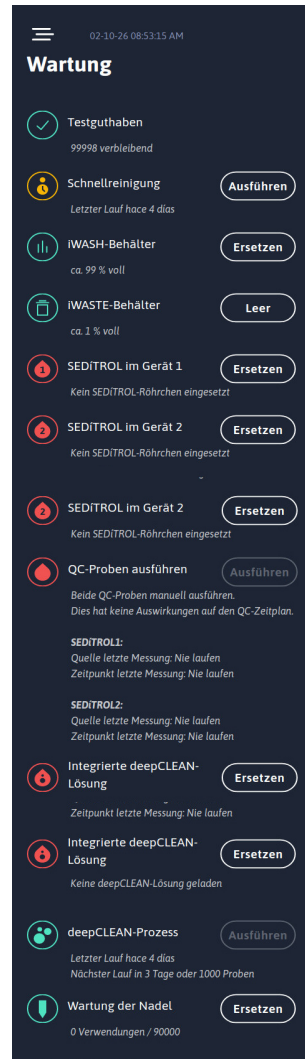 02-10-26 08:53:15 AM
Wartung
Testguthaben
99998 verbleibend
Schnellreinigung
Ausführen
Letzter Lauf hace 4 días
iWASH-Behälter
Ersetzen
ca. 99 % voll
iWASTE-Behälter
Leer
ca. 1 % voll
1
SEDiTROL im Gerät 1
Ersetzen
Kein SEDiTROL-Röhrchen eingesetzt
2
SEDiTROL im Gerät 2
Ersetzen
Kein SEDiTROL-Röhrchen eingesetzt
2
SEDiTROL im Gerät 2
Ersetzen
Kein SEDiTROL-Röhrchen eingesetzt
QC-Proben ausführen
Ausführen
Beide QC-Proben manuell ausführen.
Dies hat keine Auswirkungen auf den QC-Zeitplan.
SEDiTROL1:
Quelle letzte Messung: Nie laufen
Zeitpunkt letzte Messung: Nie laufen
SEDiTROL2:
Quelle letzte Messung: Nie laufen
Zeitpunkt letzte Messung: Nie laufen
Integrierte deepCLEAN-
Lösung
Ersetzen
Zeitpunkt letzte Messung: Nie laufen
Integrierte deepCLEAN-
Lösung
Ersetzen
Keine deepCLEAN-Lösung geladen
deepCLEAN-Prozess
Ausführen
Letzter Lauf hace 4 días
Nächster Lauf in 3 Tage oder 1000 Proben
Wartung der Nadel
Ersetzen
0 Verwendungen / 90000